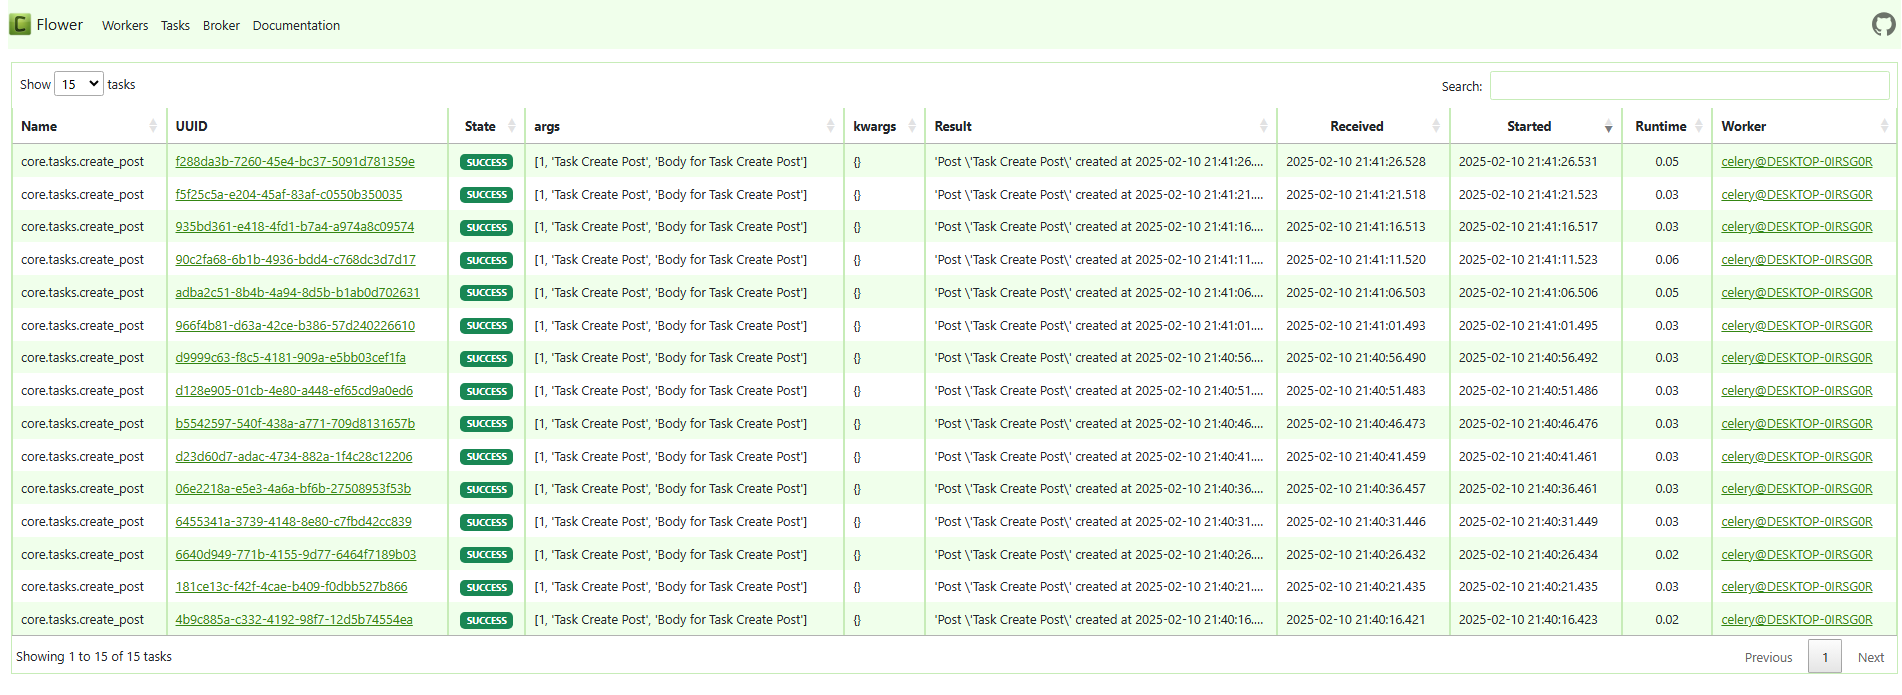 Flower Workers Tasks Broker Documentation
Show 15 tasks Search:
Name UUID State args kwargs Result Received Started Runtime Worker
core.tasks.create_post f288da3b-7260-45e4-bc37-5091d781359e SUCCESS [1, 'Task Create Post', 'Body for Task Create Post'] {} 'Post \'Task Create Post\' created at 2025-02-10 21:41:26.... 2025-02-10 21:41:26.528 2025-02-10 21:41:26.531 0.05 celery@DESKTOP-0IRSG0R
core.tasks.create_post f5f25c5a-e204-45af-83af-c0550b350035 SUCCESS [1, 'Task Create Post', 'Body for Task Create Post'] {} 'Post \'Task Create Post\' created at 2025-02-10 21:41:21.... 2025-02-10 21:41:21.518 2025-02-10 21:41:21.523 0.03 celery@DESKTOP-0IRSG0R
core.tasks.create_post 935bd361-e418-4fd1-b7a4-a974a8c09574 SUCCESS [1, 'Task Create Post', 'Body for Task Create Post'] {} 'Post \'Task Create Post\' created at 2025-02-10 21:41:16.... 2025-02-10 21:41:16.513 2025-02-10 21:41:16.517 0.03 celery@DESKTOP-0IRSG0R
core.tasks.create_post 90c2fa68-6b1b-4936-bdd4-c768dc3d7d17 SUCCESS [1, 'Task Create Post', 'Body for Task Create Post'] {} 'Post \'Task Create Post\' created at 2025-02-10 21:41:11.... 2025-02-10 21:41:11.520 2025-02-10 21:41:11.523 0.06 celery@DESKTOP-0IRSG0R
core.tasks.create_post adba2c51-8b4b-4a94-8d5b-b1ab0d702631 SUCCESS [1, 'Task Create Post', 'Body for Task Create Post'] {} 'Post \'Task Create Post\' created at 2025-02-10 21:41:06.... 2025-02-10 21:41:06.503 2025-02-10 21:41:06.506 0.05 celery@DESKTOP-0IRSG0R
core.tasks.create_post 966f4b81-d63a-42ce-b386-57d240226610 SUCCESS [1, 'Task Create Post', 'Body for Task Create Post'] {} 'Post \'Task Create Post\' created at 2025-02-10 21:41:01.... 2025-02-10 21:41:01.493 2025-02-10 21:41:01.495 0.03 celery@DESKTOP-0IRSG0R
core.tasks.create_post d9999c63-f8c5-4181-909a-e5bb03cef1fa SUCCESS [1, 'Task Create Post', 'Body for Task Create Post'] {} 'Post \'Task Create Post\' created at 2025-02-10 21:40:56.... 2025-02-10 21:40:56.490 2025-02-10 21:40:56.492 0.03 celery@DESKTOP-0IRSG0R
core.tasks.create_post d128e905-01cb-4e80-a448-ef65cd9a0ed6 SUCCESS [1, 'Task Create Post', 'Body for Task Create Post'] {} 'Post \'Task Create Post\' created at 2025-02-10 21:40:51.... 2025-02-10 21:40:51.483 2025-02-10 21:40:51.486 0.03 celery@DESKTOP-0IRSG0R
core.tasks.create_post b5542597-540f-438a-a771-709d8131657b SUCCESS [1, 'Task Create Post', 'Body for Task Create Post'] {} 'Post \'Task Create Post\' created at 2025-02-10 21:40:46.... 2025-02-10 21:40:46.473 2025-02-10 21:40:46.476 0.03 celery@DESKTOP-0IRSG0R
core.tasks.create_post d23d60d7-adac-4734-882a-1f4c28c12206 SUCCESS [1, 'Task Create Post', 'Body for Task Create Post'] {} 'Post \'Task Create Post\' created at 2025-02-10 21:40:41.... 2025-02-10 21:40:41.459 2025-02-10 21:40:41.461 0.03 celery@DESKTOP-0IRSG0R
core.tasks.create_post 06e2218a-e5e3-4a6a-bf6b-27508953f53b SUCCESS [1, 'Task Create Post', 'Body for Task Create Post'] {} 'Post \'Task Create Post\' created at 2025-02-10 21:40:36.... 2025-02-10 21:40:36.457 2025-02-10 21:40:36.461 0.03 celery@DESKTOP-0IRSG0R
core.tasks.create_post 6455341a-3739-4148-8e80-c7fbd42cc839 SUCCESS [1, 'Task Create Post', 'Body for Task Create Post'] {} 'Post \'Task Create Post\' created at 2025-02-10 21:40:31.... 2025-02-10 21:40:31.446 2025-02-10 21:40:31.449 0.03 celery@DESKTOP-0IRSG0R
core.tasks.create_post 6640d949-771b-4155-9d77-6464f7189b03 SUCCESS [1, 'Task Create Post', 'Body for Task Create Post'] {} 'Post \'Task Create Post\' created at 2025-02-10 21:40:26.... 2025-02-10 21:40:26.432 2025-02-10 21:40:26.434 0.02 celery@DESKTOP-0IRSG0R
core.tasks.create_post 181ce13c-f42f-4cae-b409-f0dbb527b866 SUCCESS [1, 'Task Create Post', 'Body for Task Create Post'] {} 'Post \'Task Create Post\' created at 2025-02-10 21:40:21.... 2025-02-10 21:40:21.435 2025-02-10 21:40:21.435 0.03 celery@DESKTOP-0IRSG0R
core.tasks.create_post 4b9c885a-c332-4192-98f7-12d5b74554ea SUCCESS [1, 'Task Create Post', 'Body for Task Create Post'] {} 'Post \'Task Create Post\' created at 2025-02-10 21:40:16.... 2025-02-10 21:40:16.421 2025-02-10 21:40:16.423 0.02 celery@DESKTOP-0IRSG0R
Showing 1 to 15 of 15 tasks Previous 1 Next